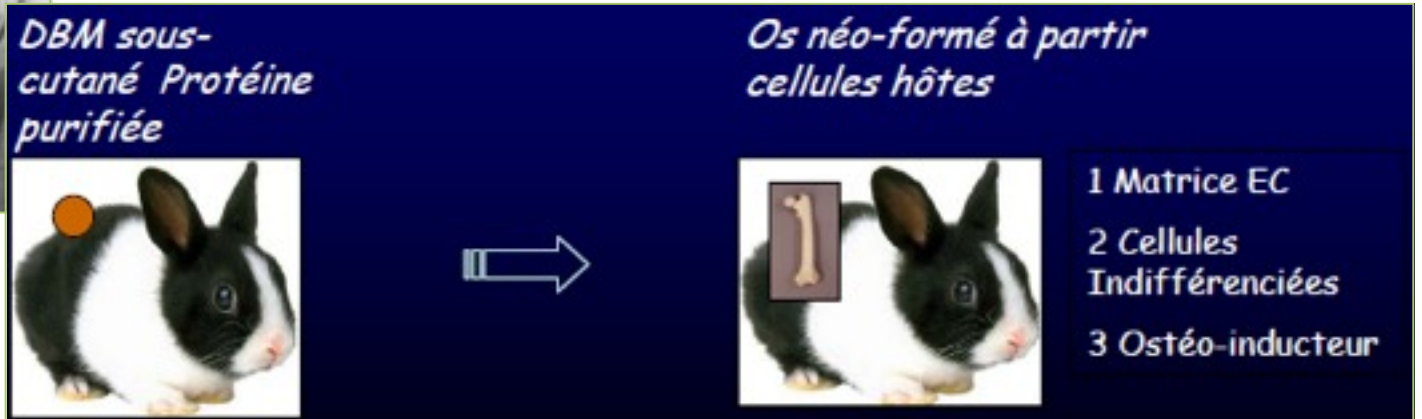 DBM sous-
cutané Protéine
purifiée
Os néo-formé à partir
cellules hôtes
1 Matrice EC
2 Cellules
Indifférenciées
3 Ostéo-inducteur